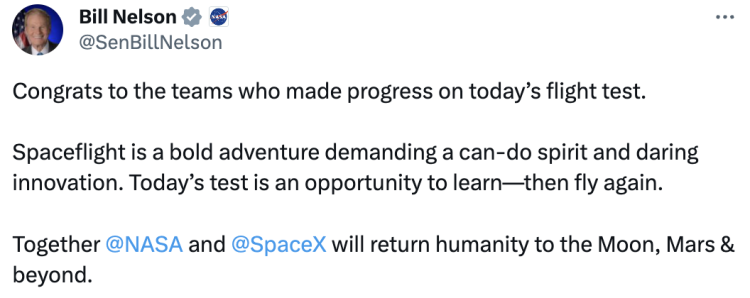 Bill Nelson
@SenBillNelson
Congrats to the teams who made progress on today’s flight test.
Spaceflight is a bold adventure demanding a can-do spirit and daring
innovation. Today’s test is an opportunity to learn—then fly again.
Together @NASA and @SpaceX will return humanity to the Moon, Mars &
beyond.